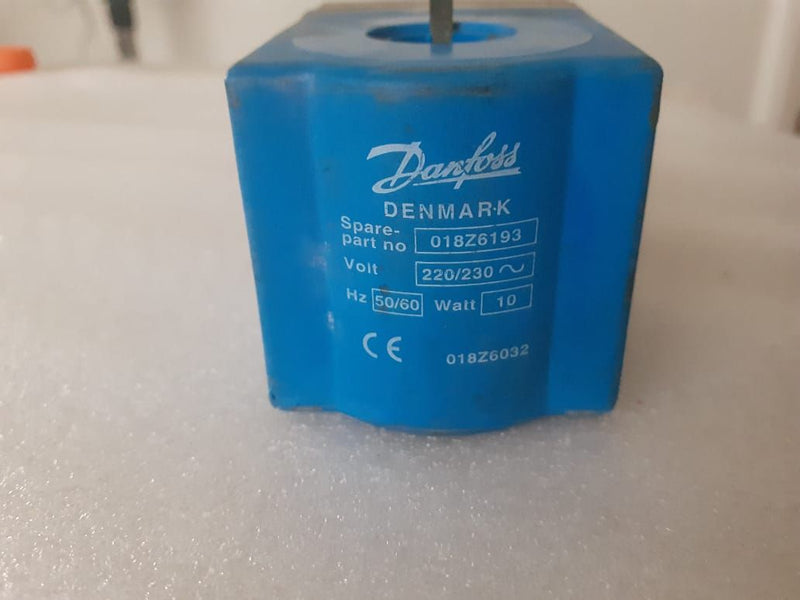 Danfoss
DENMARK
Spare-
part no 018Z6193
Volt 220/230 ~
Hz 50/60 Watt 10
CE 018Z6032